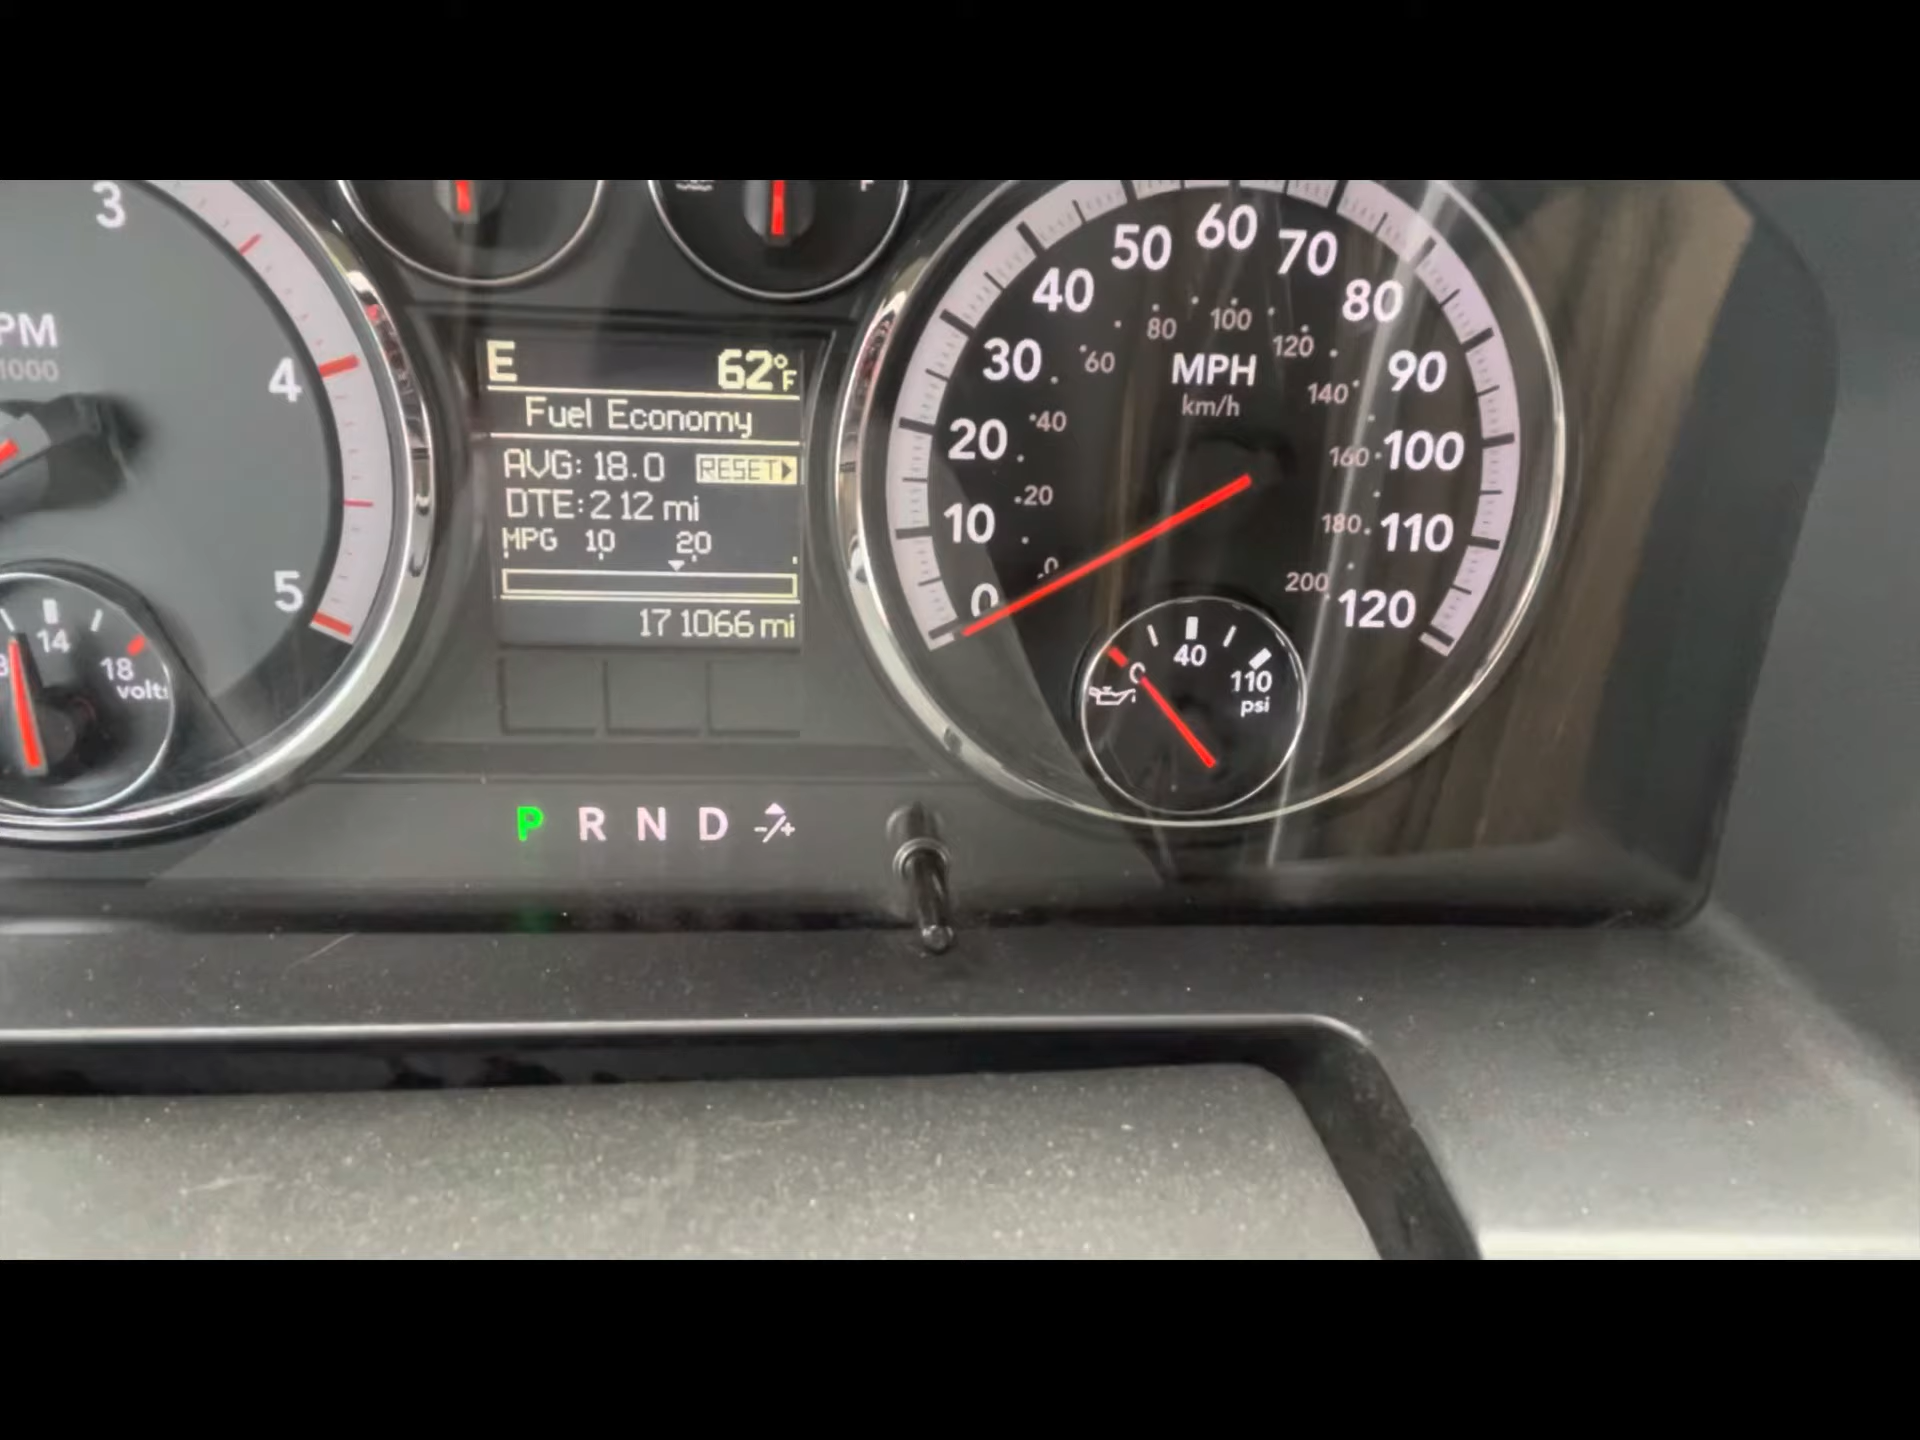 3
4
5
PM
1000
14
18
volts
E 62°F
Fuel Economy
AVG: 18.0 RESET
DTE: 212 mi
MPG 10 20
171066 mi
P R N D -/+
F
0 10 20 30 40 50 60 70 80 90 100 110 120
MPH
km/h
0 20 40 60 80 100 120 140 160 180 200
0 40 110
psi